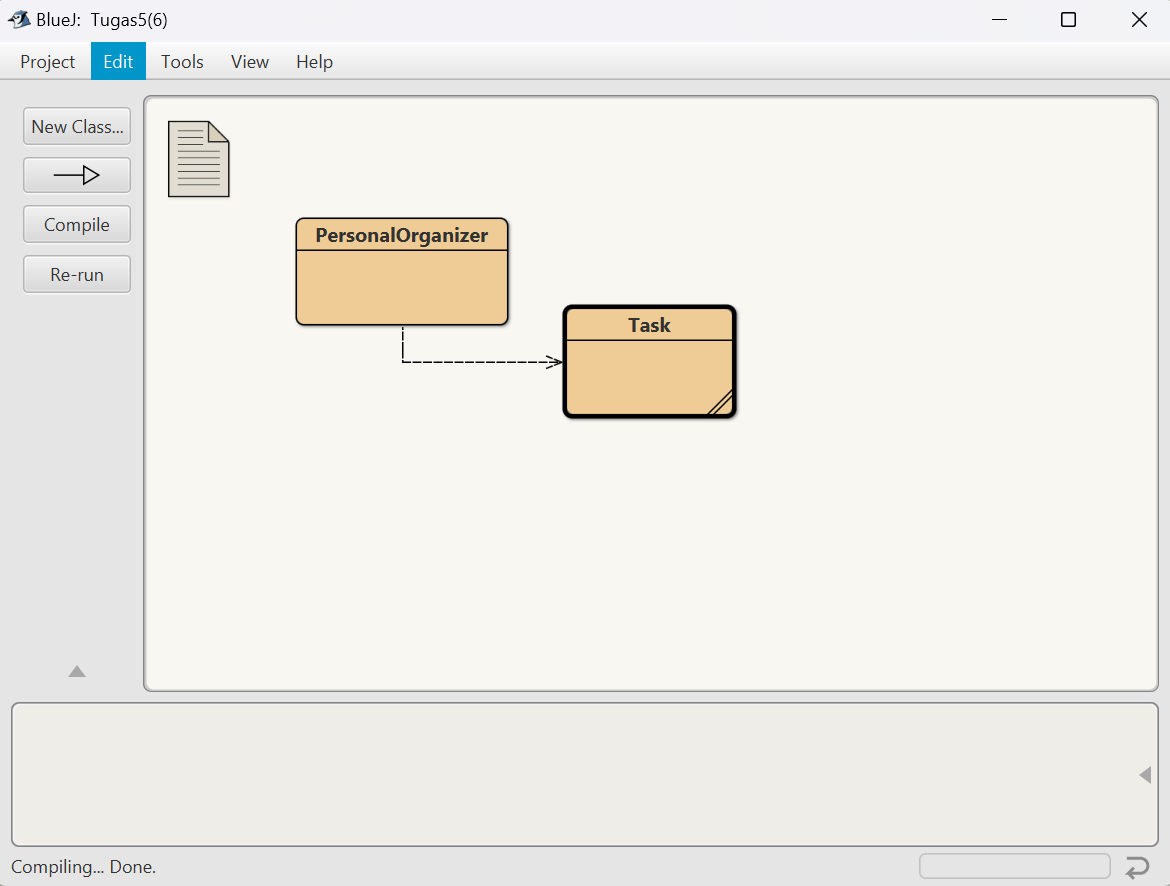 BlueJ: Tugas5(6)
Project Edit Tools View Help
New Class...
Compile
Re-run
PersonalOrganizer
Task
Compiling... Done.